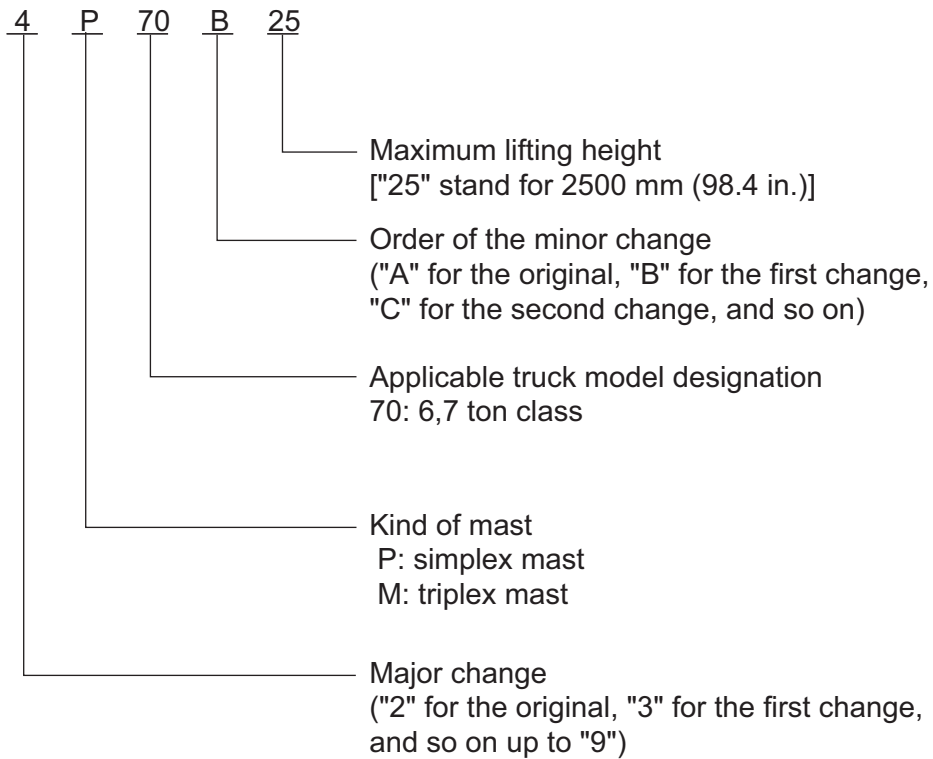 4 P 70 B 25
Maximum lifting height
["25" stand for 2500 mm (98.4 in.)]
Order of the minor change
("A" for the original, "B" for the first change,
"C" for the second change, and so on)
Applicable truck model designation
70: 6,7 ton class
Kind of mast
P: simplex mast
M: triplex mast
Major change
("2" for the original, "3" for the first change,
and so on up to "9")